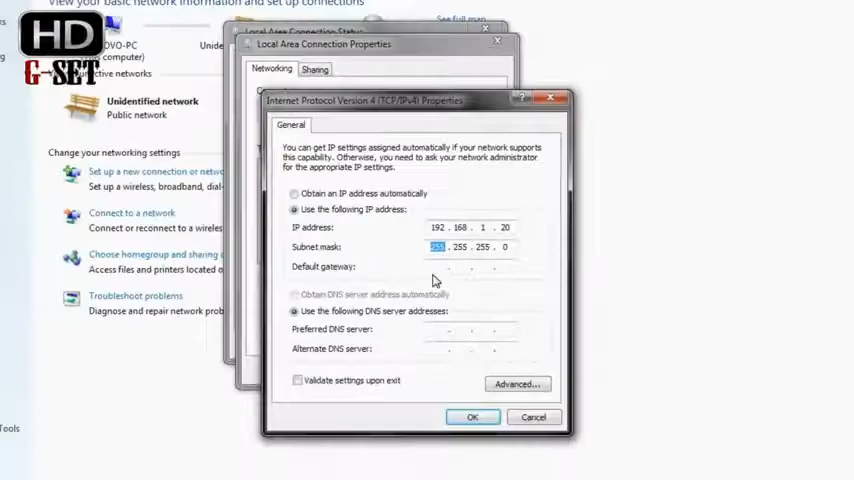 basic network information and set up connections
See full map
HD
G-SET
OVO-PC
Unide
computer)
networks
Unidentified network
Public network
Change your networking settings
Set up a new connection or netwo
Set up a wireless, broadband, dial-
Connect to a network
Connect or reconnect to a wireless
Choose homegroup and sharing o
Access files and printers located o
Troubleshoot problems
Diagnose and repair network prob
Tools
Local Area Connection Status
Local Area Connection Properties
Networking
Sharing
Internet Protocol Version 4 (TCP/IPv4) Properties
General
You can get IP settings assigned automatically if your network supports
this capability. Otherwise, you need to ask your network administrator
for the appropriate IP settings.
Obtain an IP address automatically
Use the following IP address:
IP address: 192 . 168 . 1 . 20
Subnet mask: 255 . 255 . 255 . 0
Default gateway: . . .
Obtain DNS server address automatically
Use the following DNS server addresses:
Preferred DNS server: . . .
Alternate DNS server: . . .
Validate settings upon exit
Advanced...
OK
Cancel